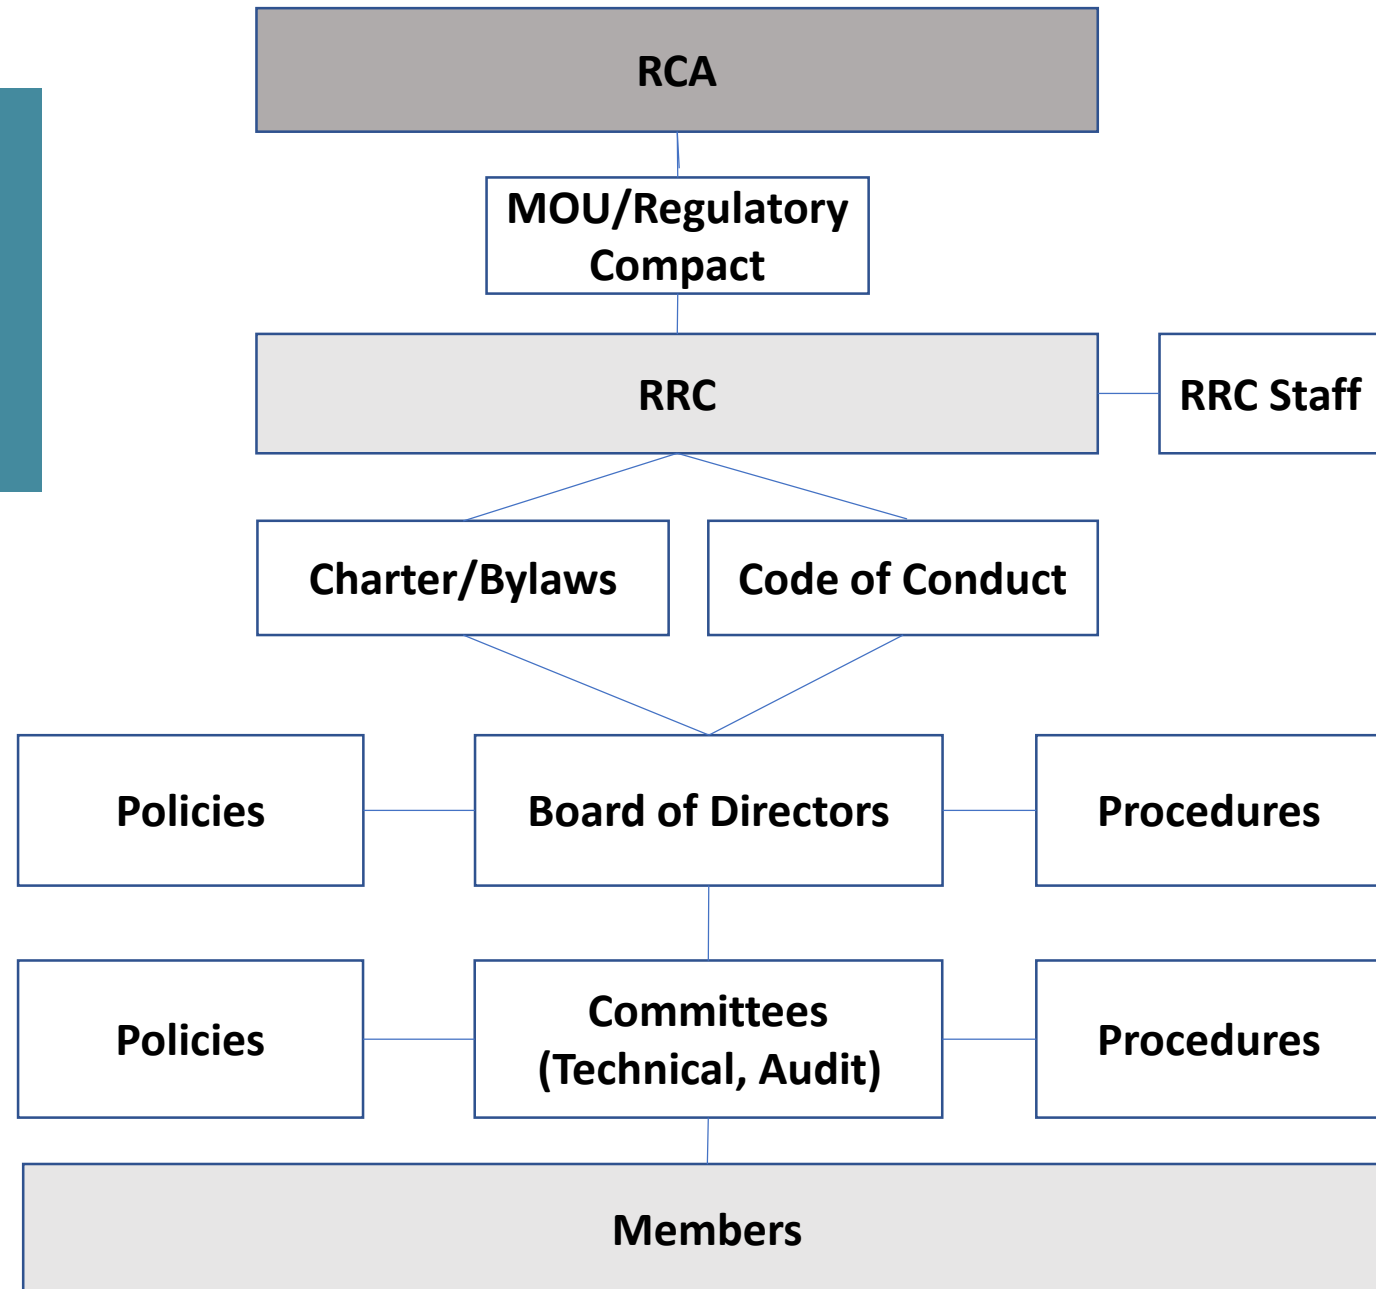 RCA
MOU/Regulatory
Compact
RRC
RRC Staff
Charter/Bylaws
Code of Conduct
Policies
Board of Directors
Procedures
Policies
Committees
(Technical, Audit)
Procedures
Members